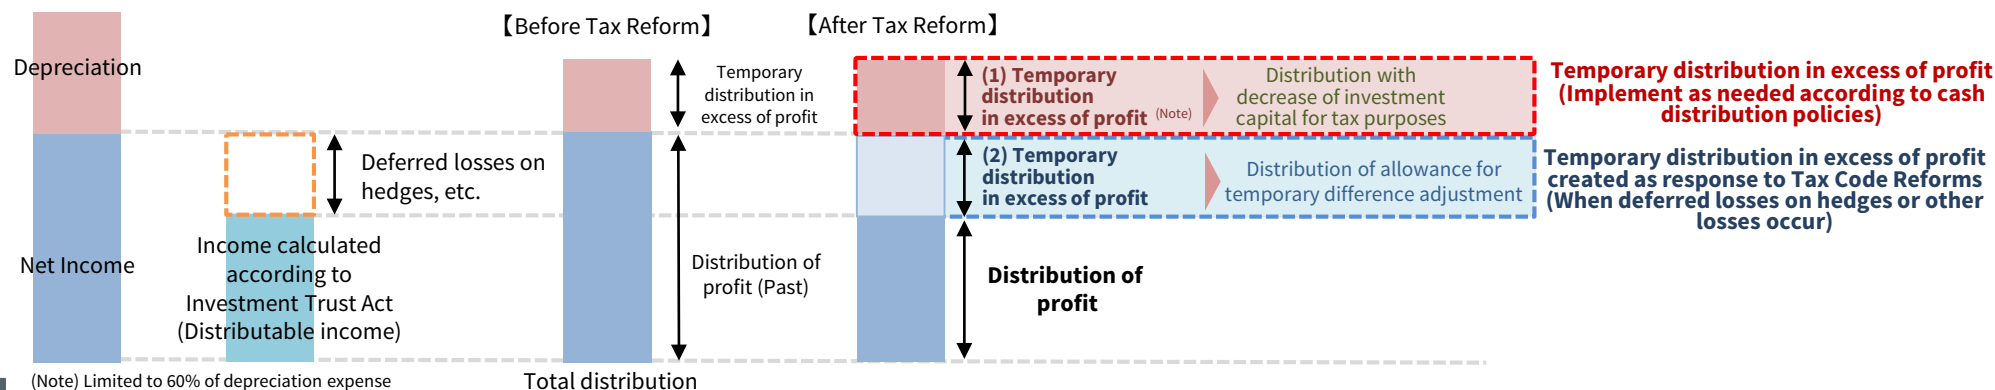 【Before Tax Reform】
【After Tax Reform】
Depreciation
Net Income
Deferred losses on
hedges, etc.
Income calculated
according to
Investment Trust Act
(Distributable income)
Temporary
distribution in
excess of profit
Distribution of
profit (Past)
(1) Temporary
distribution
in excess of profit (Note)
Distribution with
decrease of investment
capital for tax purposes
(2) Temporary
distribution
in excess of profit
Distribution of allowance for
temporary difference adjustment
Distribution of
profit
Temporary distribution in excess of profit
(Implement as needed according to cash
distribution policies)
Temporary distribution in excess of profit
created as response to Tax Code Reforms
(When deferred losses on hedges or other
losses occur)
(Note) Limited to 60% of depreciation expense
Total distribution